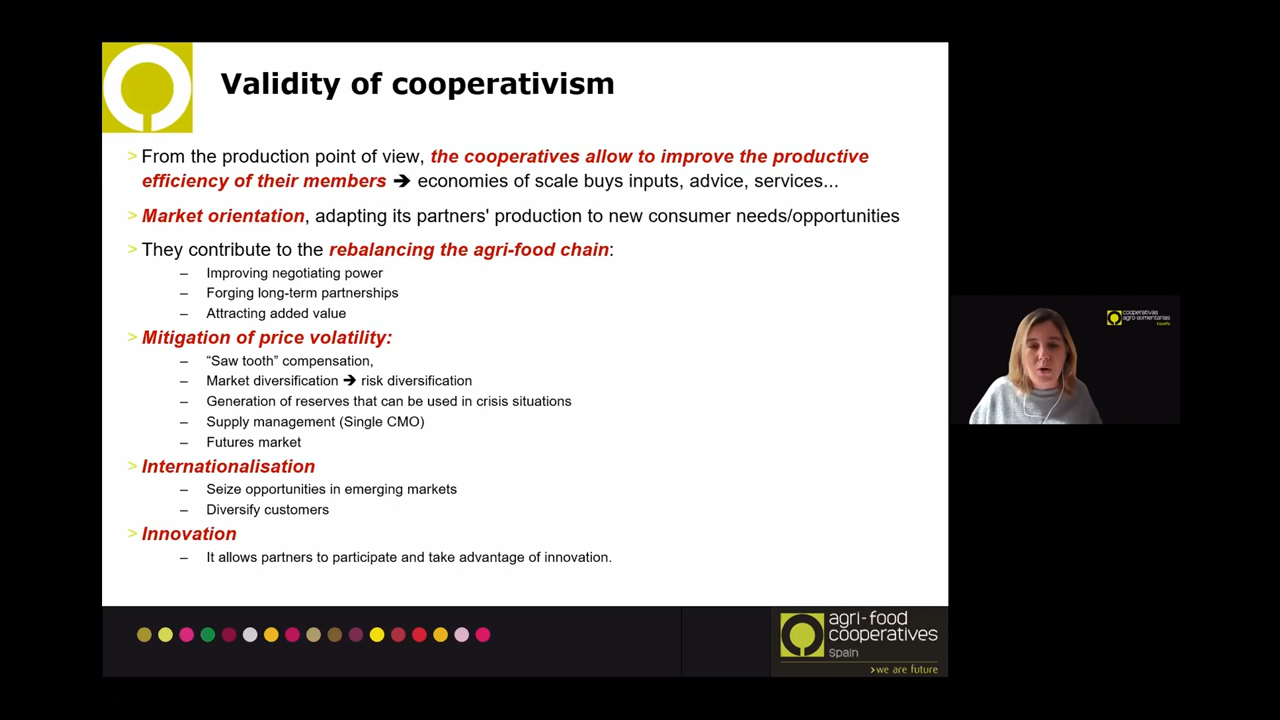 Validity of cooperativism
> From the production point of view, the cooperatives allow to improve the productive
efficiency of their members ➔ economies of scale buys inputs, advice, services...
> Market orientation, adapting its partners' production to new consumer needs/opportunities
> They contribute to the rebalancing the agri-food chain:
– Improving negotiating power
– Forging long-term partnerships
– Attracting added value
> Mitigation of price volatility:
– “Saw tooth” compensation,
– Market diversification ➔ risk diversification
– Generation of reserves that can be used in crisis situations
– Supply management (Single CMO)
– Futures market
> Internationalisation
– Seize opportunities in emerging markets
– Diversify customers
> Innovation
– It allows partners to participate and take advantage of innovation.
agri-food
cooperatives
Spain
>we are future
cooperativas
agro-alimentarias
España